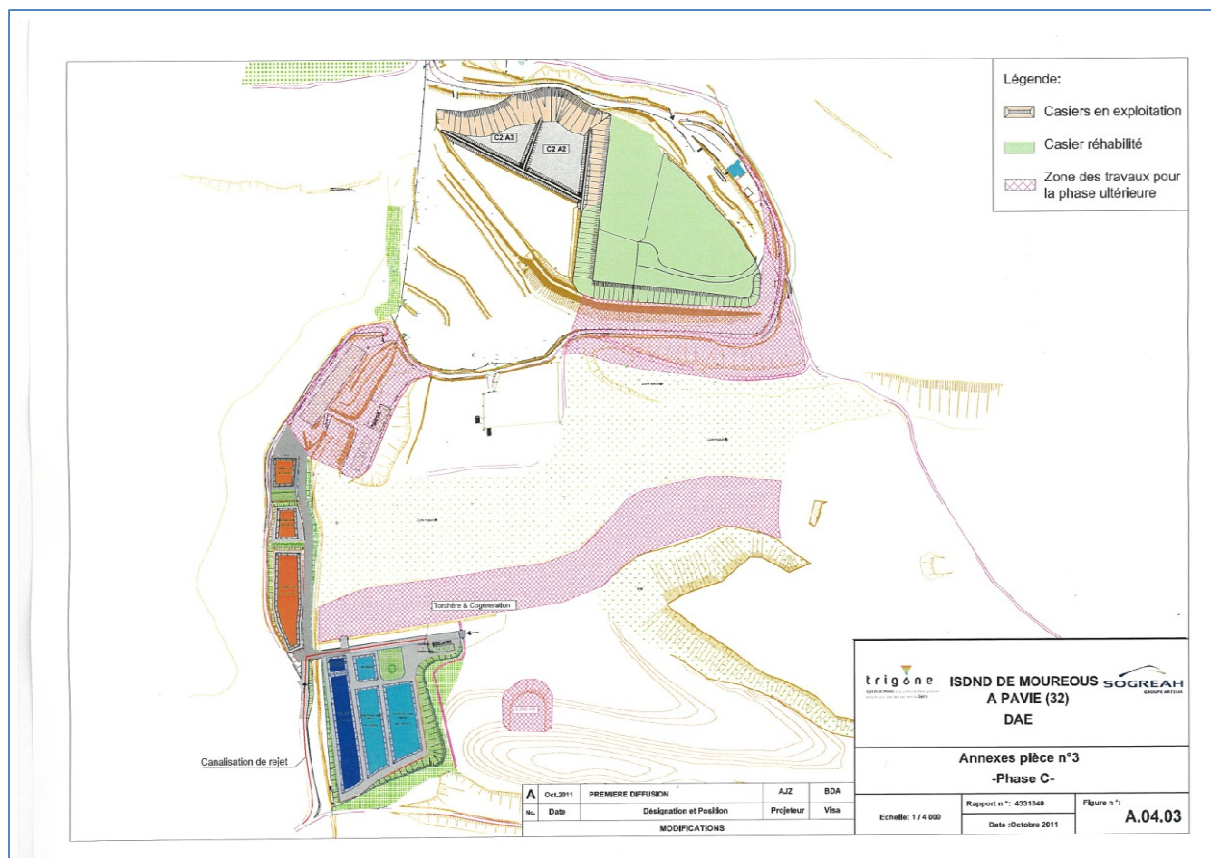 Légende:
Casiers en exploitation
Casier réhabilité
Zone des travaux pour
la phase ultérieure
C2 A3
C2 A2
Torchère & Cogénération
Canalisation de rejet
trigone
ISDND DE MOUREOUS
A PAVIE (32)
DAE
SOGREAH
GROUPE ARTELIA
Annexes pièce n°3
-Phase C-
A Oct.2011 PREMIERE DIFFUSION AJZ BDA
No. Date Désignation et Position Projeteur Visa
MODIFICATIONS
Echelle: 1 / 4 000
Rapport n°: 4331040
Date :Octobre 2011
Figure n°:
A.04.03